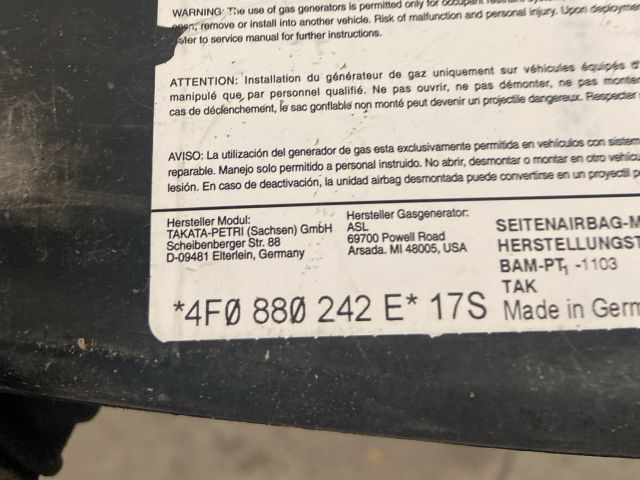 WARNING: The use of gas generators is permitted only for occupant restraint system
open, remove or install into another vehicle. Risk of malfunction and personal injury. Upon deployment
refer to service manual for further instructions.
ATTENTION: Installation du générateur de gaz uniquement sur véhicules équipés d'
manipulé que par personnel qualifié. Ne pas ouvrir, ne pas démonter, ne pas monter
cas de déclenchement, le sac gonflable non monté peut devenir un projectile dangereux. Respecter
AVISO: La utilización del generador de gas esta exclusivamente permitida en vehículos con sistem
reparable. Manejo solo permitido a personal instruido. No abrir, desmontar o montar en otro vehícu
lesión. En caso de deactivación, la unidad airbag desmontada puede convertirse en un proyectil p
Hersteller Modul:
TAKATA-PETRI (Sachsen) GmbH
Scheibenberger Str. 88
D-09481 Elterlein, Germany
Hersteller Gasgenerator:
ASL
69700 Powell Road
Arsada. MI 48005, USA
SEITENAIRBAG-M
HERSTELLUNGST
BAM-PT₁ -1103
TAK
Made in Germ
*4F0 880 242 E* 17S